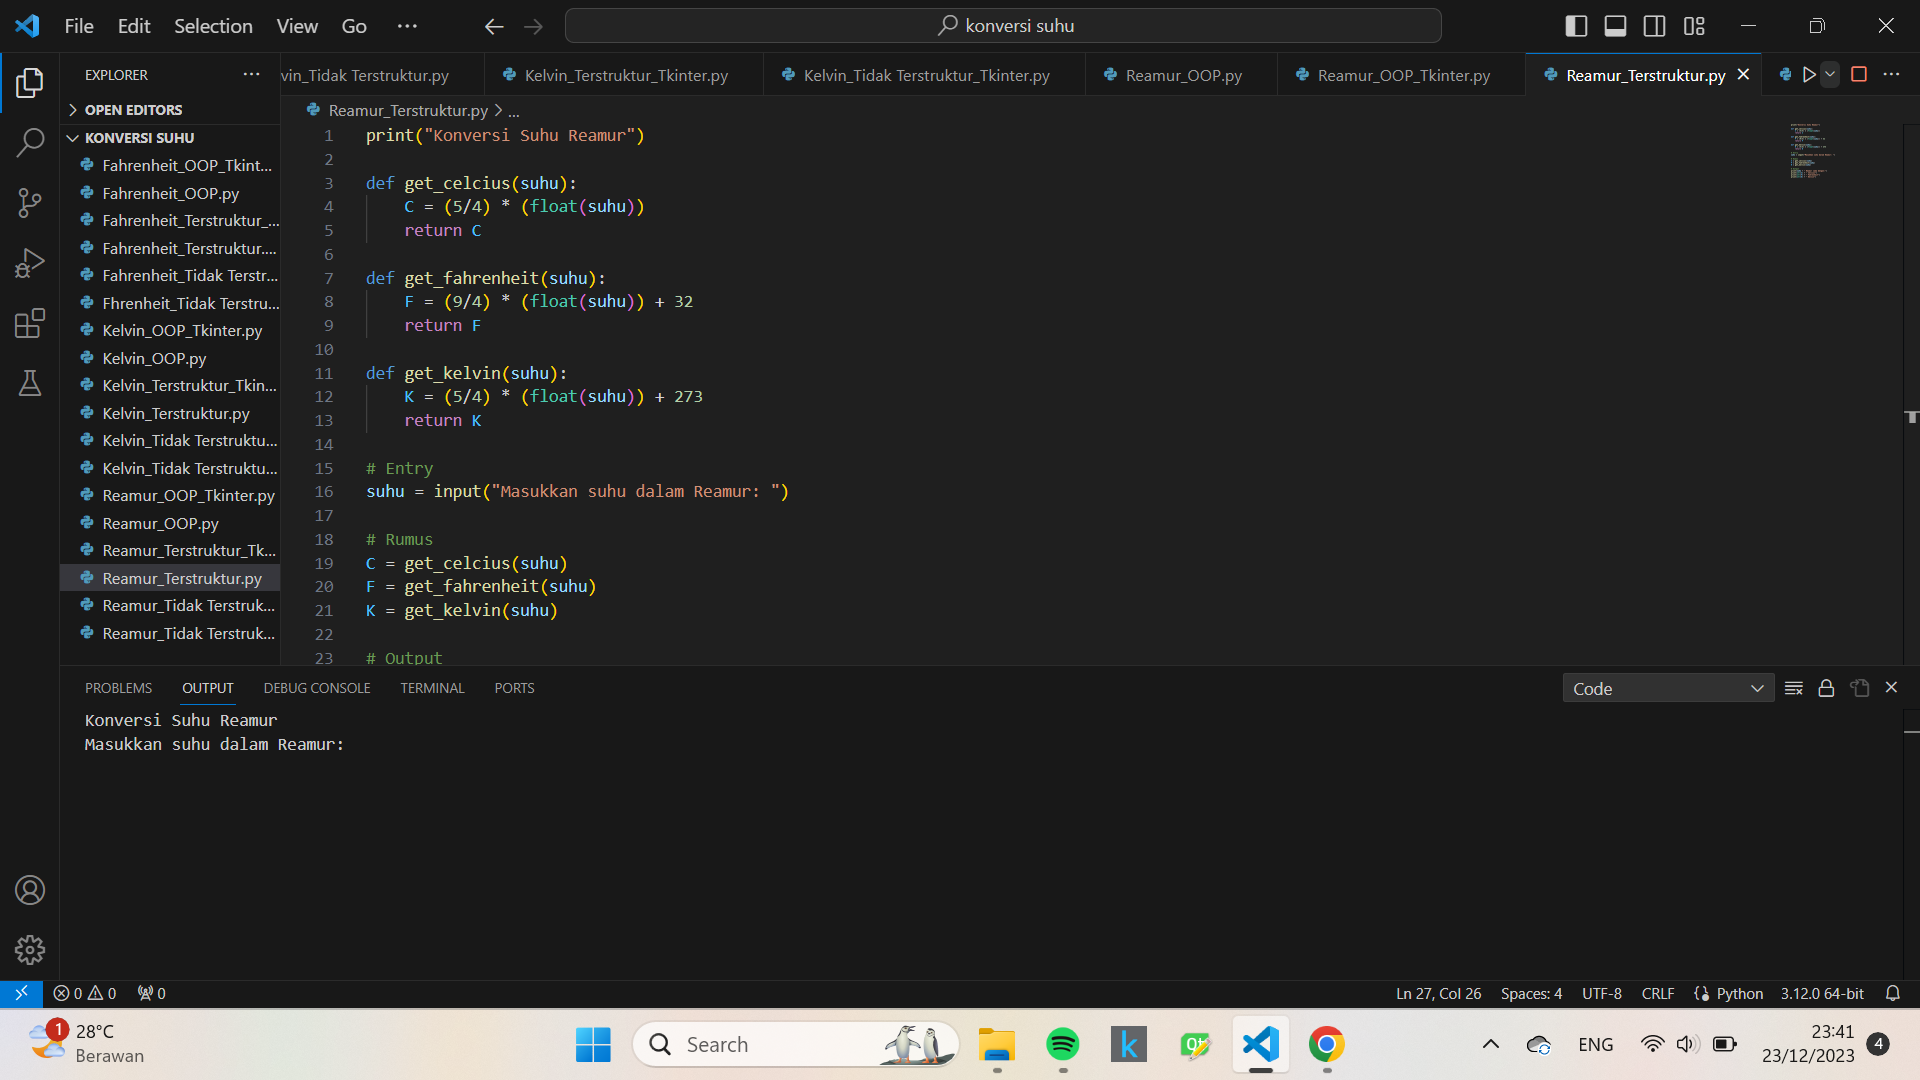 File Edit Selection View Go ···
konversi suhu
EXPLORER ···
OPEN EDITORS
KONVERSI SUHU
Fahrenheit_OOP_Tkint...
Fahrenheit_OOP.py
Fahrenheit_Terstruktur_...
Fahrenheit_Terstruktur....
Fahrenheit_Tidak Terstr...
Fhrenheit_Tidak Terstru...
Kelvin_OOP_Tkinter.py
Kelvin_OOP.py
Kelvin_Terstruktur_Tkin...
Kelvin_Terstruktur.py
Kelvin_Tidak Terstruktu...
Kelvin_Tidak Terstruktu...
Reamur_OOP_Tkinter.py
Reamur_OOP.py
Reamur_Terstruktur_Tk...
Reamur_Terstruktur.py
Reamur_Tidak Terstruk...
Reamur_Tidak Terstruk...
vin_Tidak Terstruktur.py Kelvin_Terstruktur_Tkinter.py Kelvin_Tidak Terstruktur_Tkinter.py Reamur_OOP.py Reamur_OOP_Tkinter.py Reamur_Terstruktur.py ···
Reamur_Terstruktur.py > ...
1 print("Konversi Suhu Reamur")
2
3 def get_celcius(suhu):
4 C = (5/4) * (float(suhu))
5 return C
6
7 def get_fahrenheit(suhu):
8 F = (9/4) * (float(suhu)) + 32
9 return F
10
11 def get_kelvin(suhu):
12 K = (5/4) * (float(suhu)) + 273
13 return K
14
15 # Entry
16 suhu = input("Masukkan suhu dalam Reamur: ")
17
18 # Rumus
19 C = get_celcius(suhu)
20 F = get_fahrenheit(suhu)
21 K = get_kelvin(suhu)
22
23 # Output
PROBLEMS OUTPUT DEBUG CONSOLE TERMINAL PORTS
Code
Konversi Suhu Reamur
Masukkan suhu dalam Reamur:
0 0 0
Ln 27, Col 26 Spaces: 4 UTF-8 CRLF Python 3.12.0 64-bit
1
28°C
Berawan
Search
k
Qt
ENG
23:41
23/12/2023
4